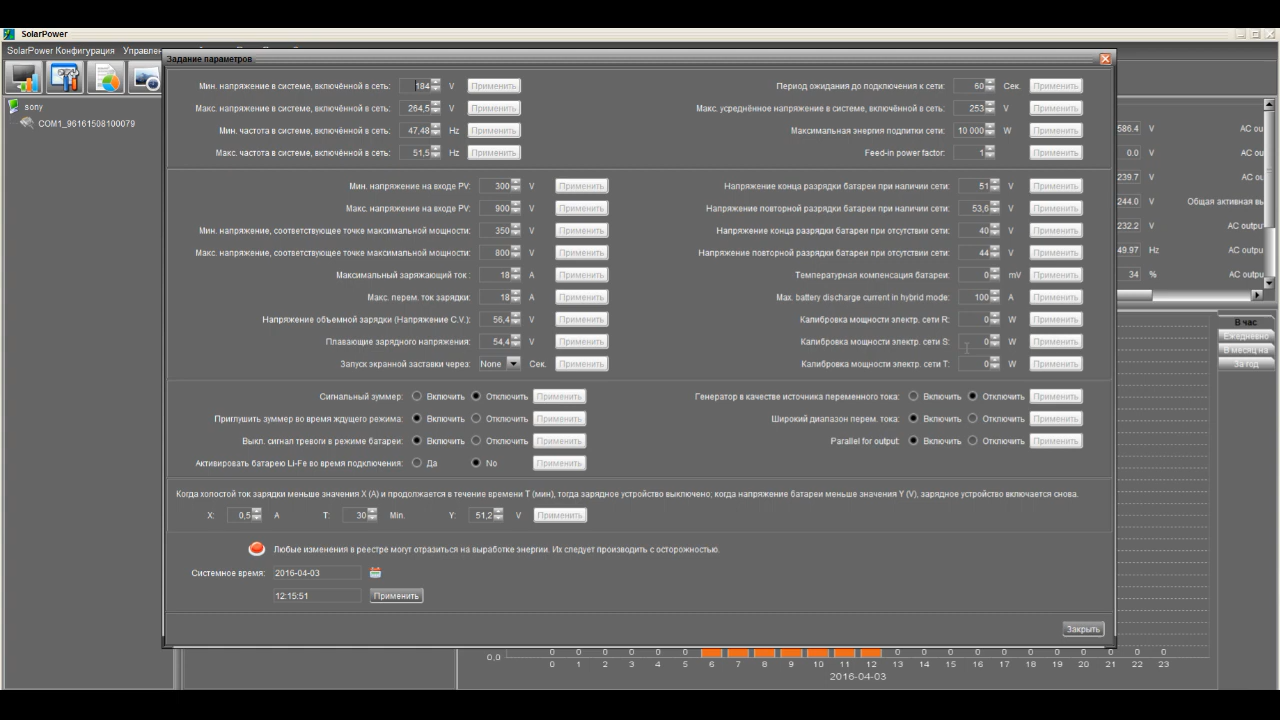 SolarPower
SolarPower Конфигурация Управлен
Задание параметров
sony
COM1_96161508100079
Мин. напряжение в системе, включённой в сеть: 184 V Применить
Период ожидания до подключения к сети: 60 Сек. Применить
Макс. напряжение в системе, включённой в сеть: 264,5 V Применить
Макс. усреднённое напряжение в системе, включённой в сеть: 253 V Применить
Мин. частота в системе, включённой в сеть: 47,48 Hz Применить
Максимальная энергия подпитки сети: 10 000 W Применить
Макс. частота в системе, включённой в сеть: 51,5 Hz Применить
Feed-in power factor: 1 Применить
Мин. напряжение на входе PV: 300 V Применить
Напряжение конца разрядки батареи при наличии сети: 51 V Применить
Макс. напряжение на входе PV: 900 V Применить
Напряжение повторной разрядки батареи при наличии сети: 53,6 V Применить
Мин. напряжение, соответствующее точке максимальной мощности: 350 V Применить
Напряжение конца разрядки батареи при отсутствии сети: 40 V Применить
Макс. напряжение, соответствующее точке максимальной мощности: 800 V Применить
Напряжение повторной разрядки батареи при отсутствии сети: 44 V Применить
Максимальный заряжающий ток : 18 A Применить
Температурная компенсация батареи: 0 mV Применить
Макс. перем. ток зарядки: 18 A Применить
Max. battery discharge current in hybrid mode: 100 A Применить
Напряжение объемной зарядки (Напряжение C.V.): 56,4 V Применить
Калибровка мощности электр. сети R: 0 W Применить
Плавающие зарядного напряжения: 54,4 V Применить
Калибровка мощности электр. сети S: 0 W Применить
Запуск экранной заставки через: None Сек. Применить
Калибровка мощности электр. сети T: 0 W Применить
Сигнальный зуммер: Включить Отключить Применить
Генератор в качестве источника переменного тока: Включить Отключить Применить
Приглушить зуммер во время ждущего режима: Включить Отключить Применить
Широкий диапазон перем. тока: Включить Отключить Применить
Выкл. сигнал тревоги в режиме батареи: Включить Отключить Применить
Parallel for output: Включить Отключить Применить
Активировать батарею Li-Fe во время подключения: Да No Применить
Когда холостой ток зарядки меньше значения X (A) и продолжается в течение времени T (мин), тогда зарядное устройство выключено; когда напряжение батареи меньше значения Y (V), зарядное устройство включается снова.
X: 0,5 A T: 30 Min. Y: 51,2 V Применить
Любые изменения в реестре могут отразиться на выработке энергии. Их следует производить с осторожностью.
Системное время: 2016-04-03
12:15:51 Применить
Закрыть
586.4 V AC ou
0.0 V AC ou
239.7 V AC ou
244.0 V Общая активная вы
232.2 V AC outpu
49.97 Hz AC outpu
34 % AC outpu
В час
Ежедневно
В месяц на
За год
0 0 0 0 0 0 0 0 0 0 0 0 0 0 0 0 0 0
0,0
0 1 2 3 4 5 6 7 8 9 10 11 12 13 14 15 16 17 18 19 20 21 22 23
2016-04-03